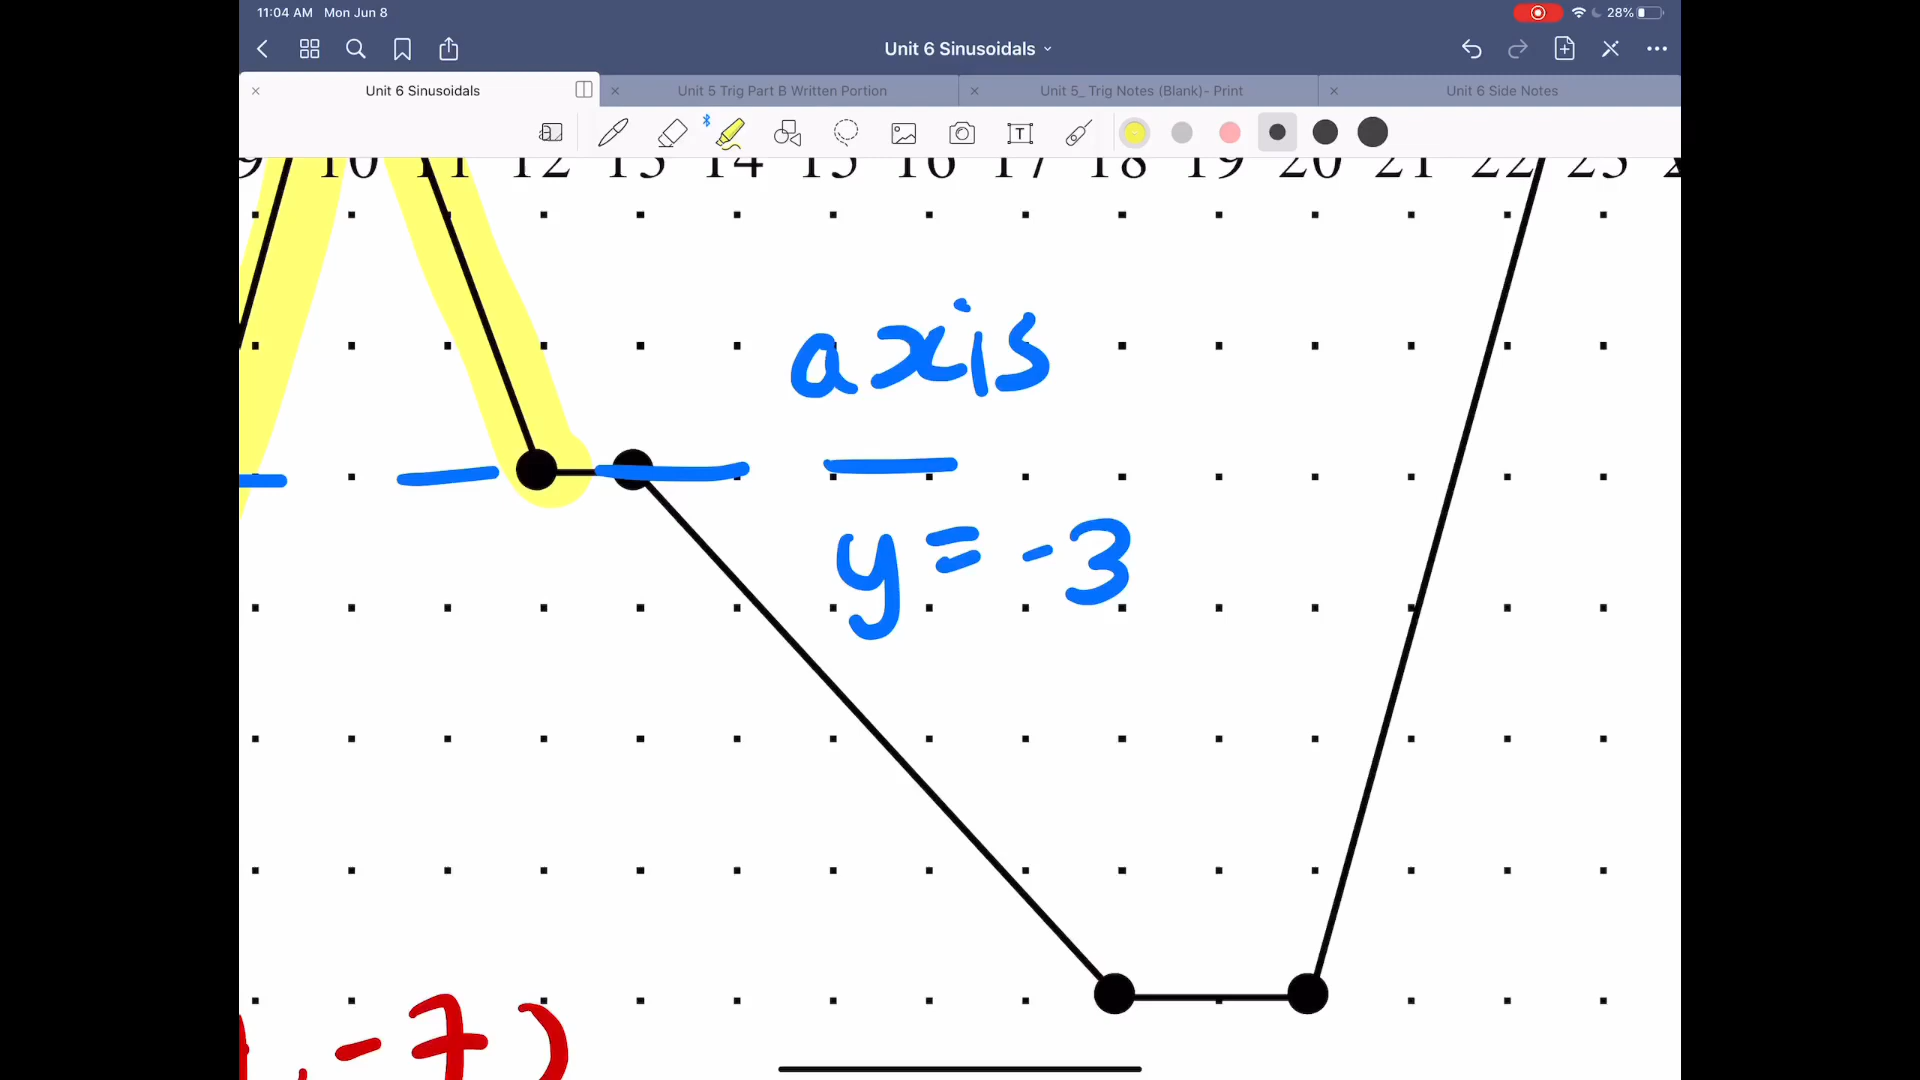 11:04 AM Mon Jun 8
28%
Unit 6 Sinusoidals
Unit 6 Sinusoidals
Unit 5 Trig Part B Written Portion
Unit 5_ Trig Notes (Blank)- Print
Unit 6 Side Notes
T
9 10 11 12 13 14 15 16 17 18 19 20 21 22 23
axis
y = -3
, -7)